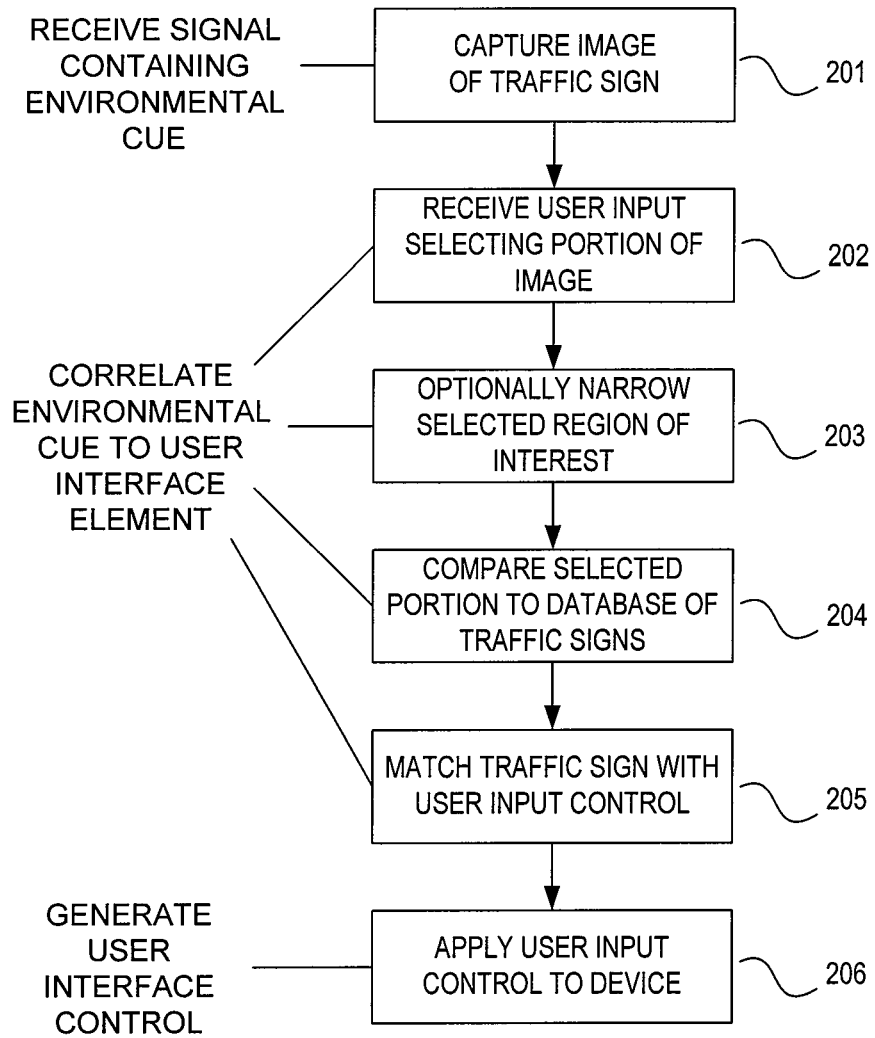 RECEIVE SIGNAL
CONTAINING
ENVIRONMENTAL
CUE
CAPTURE IMAGE
OF TRAFFIC SIGN
201
RECEIVE USER INPUT
SELECTING PORTION OF
IMAGE
202
CORRELATE
ENVIRONMENTAL
CUE TO USER
INTERFACE
ELEMENT
OPTIONALLY NARROW
SELECTED REGION OF
INTEREST
203
COMPARE SELECTED
PORTION TO DATABASE OF
TRAFFIC SIGNS
204
MATCH TRAFFIC SIGN WITH
USER INPUT CONTROL
205
GENERATE
USER
INTERFACE
CONTROL
APPLY USER INPUT
CONTROL TO DEVICE
206